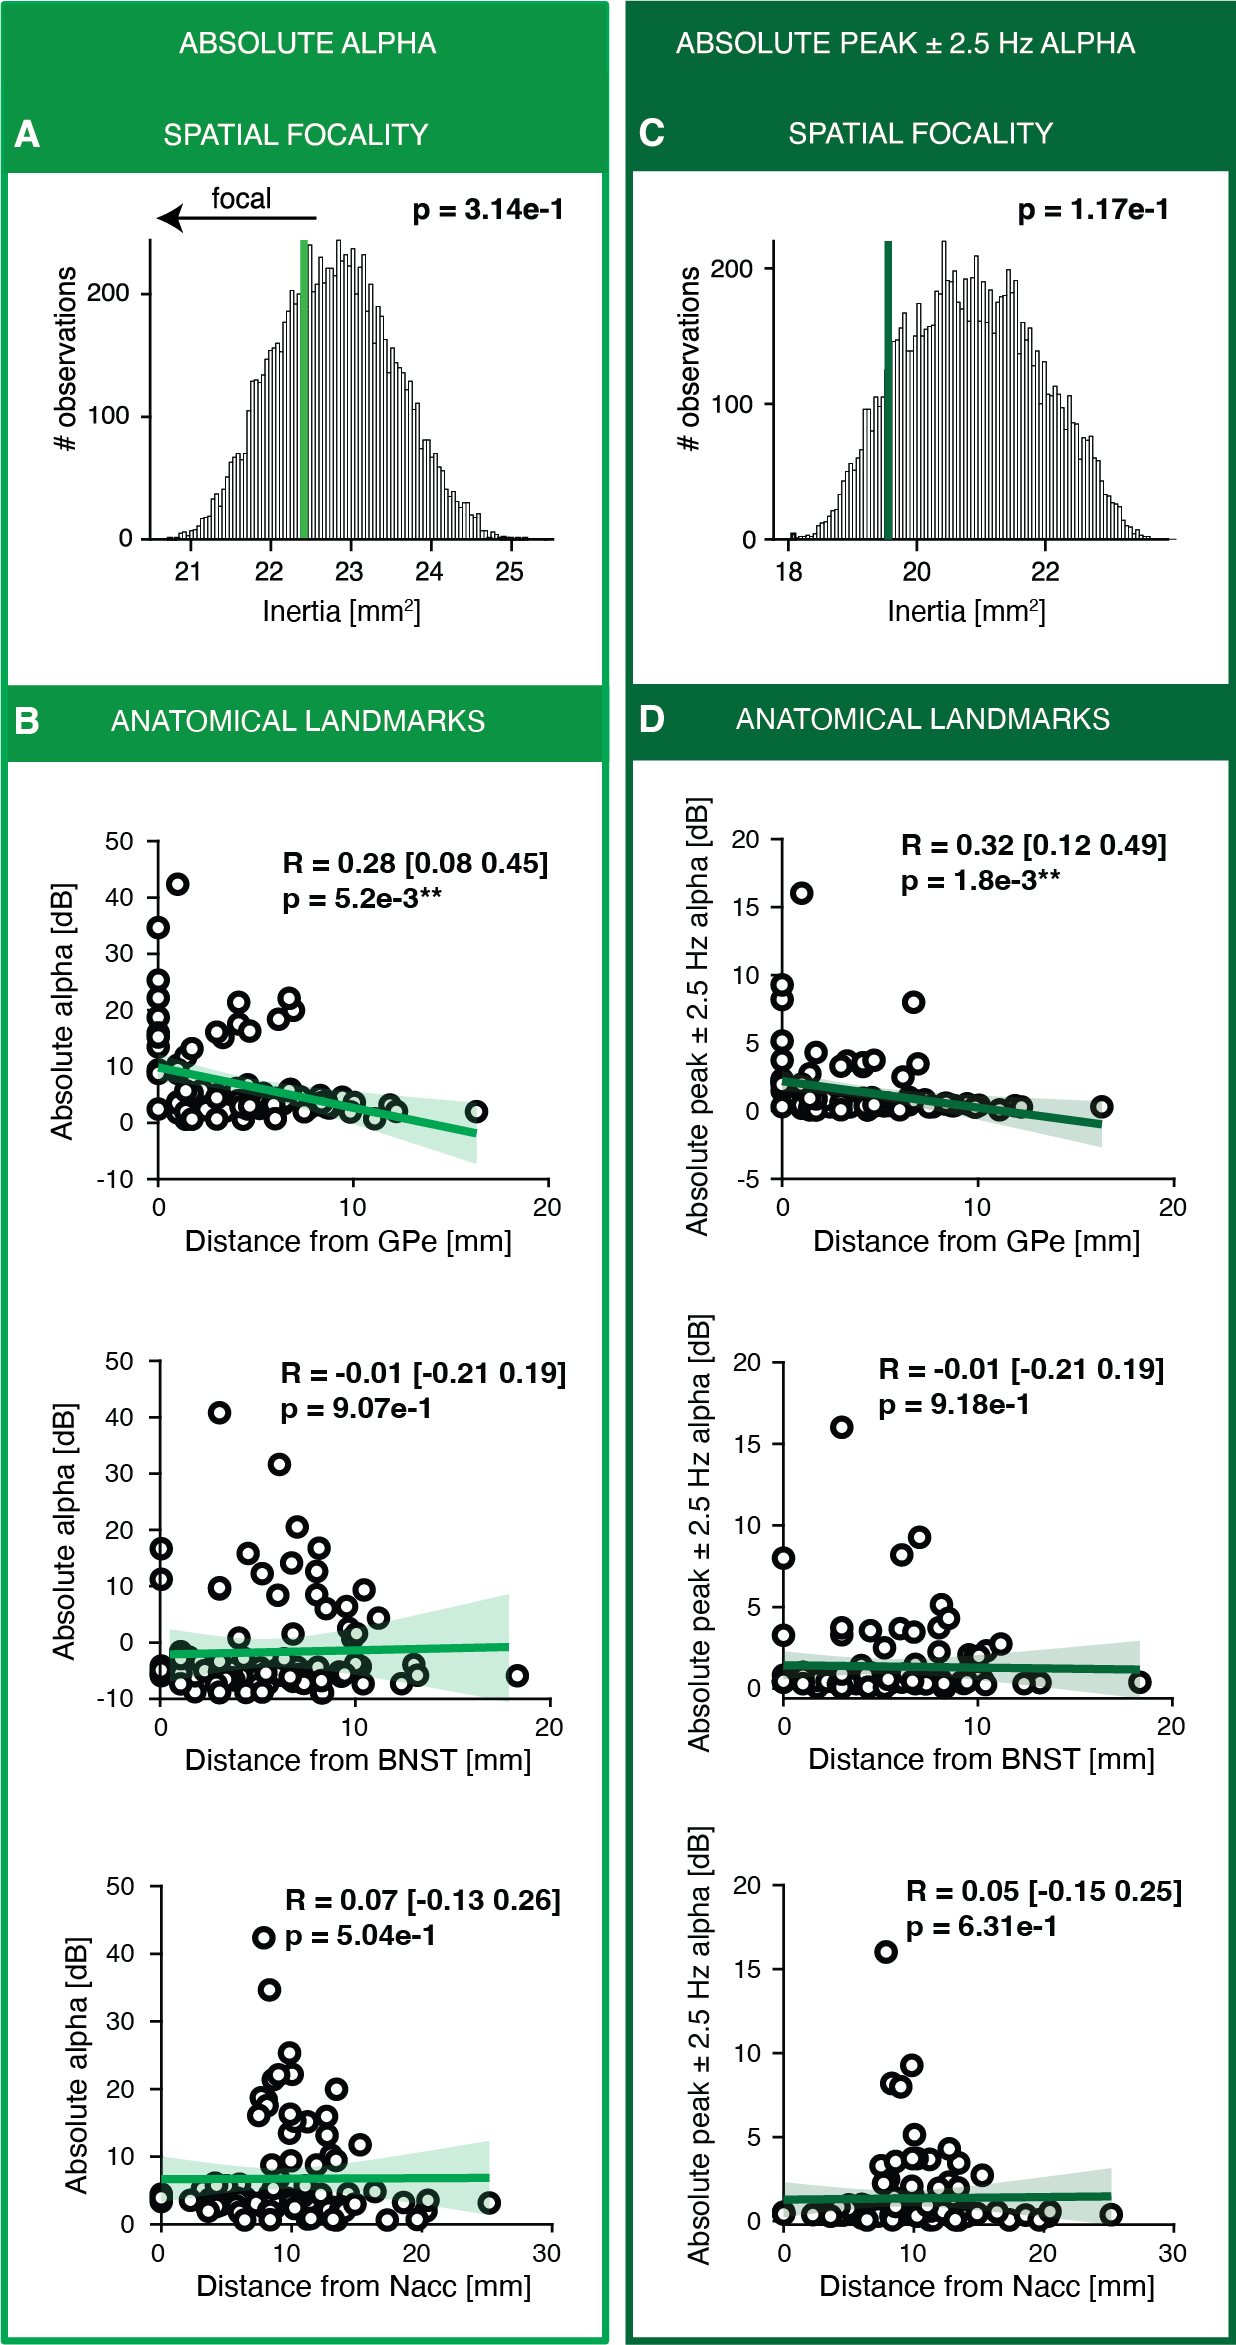 ABSOLUTE ALPHA
A SPATIAL FOCALITY
focal
p = 3.14e-1
# observations
200
100
0
21 22 23 24 25
Inertia [mm²]
B ANATOMICAL LANDMARKS
R = 0.28 [0.08 0.45]
p = 5.2e-3**
Absolute alpha [dB]
50
40
30
20
10
0
-10
0 10 20
Distance from GPe [mm]
R = -0.01 [-0.21 0.19]
p = 9.07e-1
Absolute alpha [dB]
50
40
30
20
10
0
-10
0 10 20
Distance from BNST [mm]
R = 0.07 [-0.13 0.26]
p = 5.04e-1
Absolute alpha [dB]
50
40
30
20
10
0
0 10 20 30
Distance from Nacc [mm]
ABSOLUTE PEAK ± 2.5 Hz ALPHA
C SPATIAL FOCALITY
p = 1.17e-1
# observations
200
100
0
18 20 22
Inertia [mm²]
D ANATOMICAL LANDMARKS
R = 0.32 [0.12 0.49]
p = 1.8e-3**
Absolute peak ± 2.5 Hz alpha [dB]
20
15
10
5
0
-5
0 10 20
Distance from GPe [mm]
R = -0.01 [-0.21 0.19]
p = 9.18e-1
Absolute peak ± 2.5 Hz alpha [dB]
20
15
10
5
0
0 10 20
Distance from BNST [mm]
R = 0.05 [-0.15 0.25]
p = 6.31e-1
Absolute peak ± 2.5 Hz alpha [dB]
20
15
10
5
0
0 10 20 30
Distance from Nacc [mm]